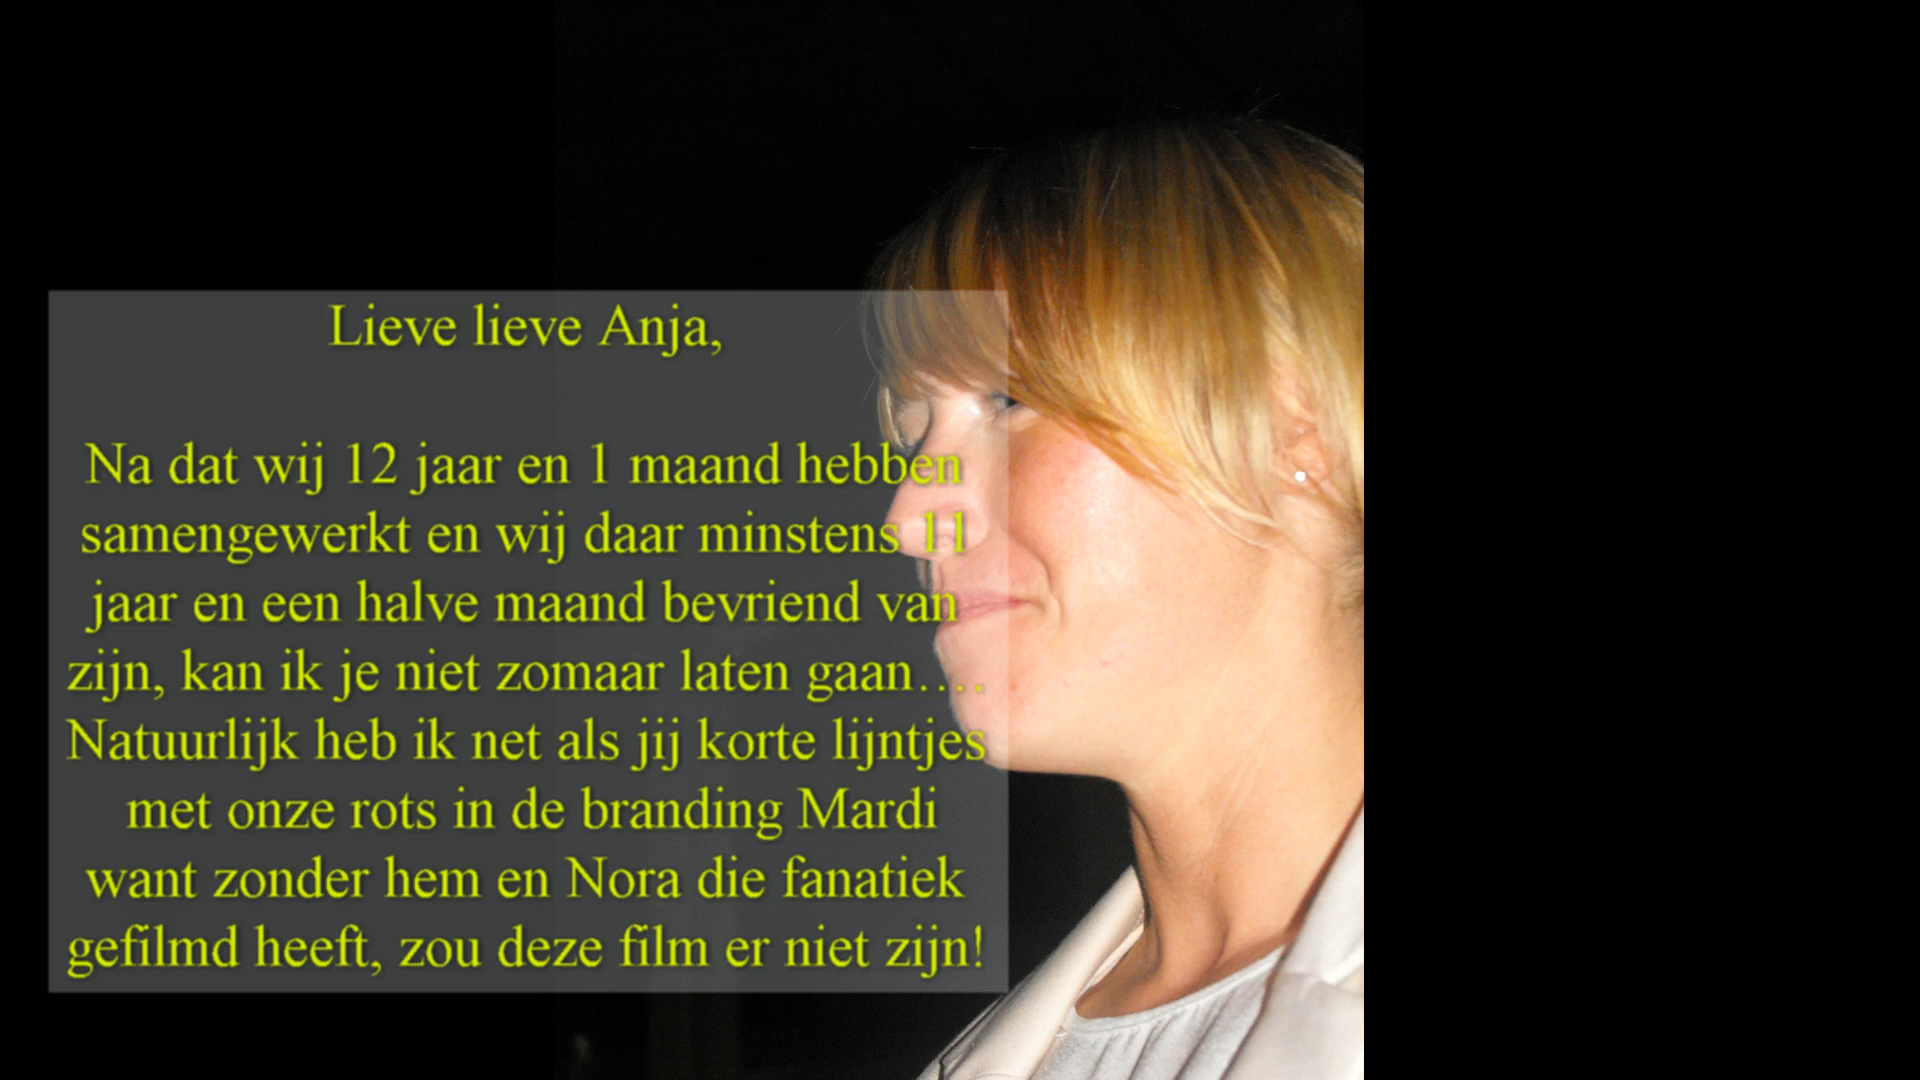 Lieve lieve Anja,
Na dat wij 12 jaar en 1 maand hebben
samengewerkt en wij daar minstens 11
jaar en een halve maand bevriend van
zijn, kan ik je niet zomaar laten gaan….
Natuurlijk heb ik net als jij korte lijntjes
met onze rots in de branding Mardi
want zonder hem en Nora die fanatiek
gefilmd heeft, zou deze film er niet zijn!